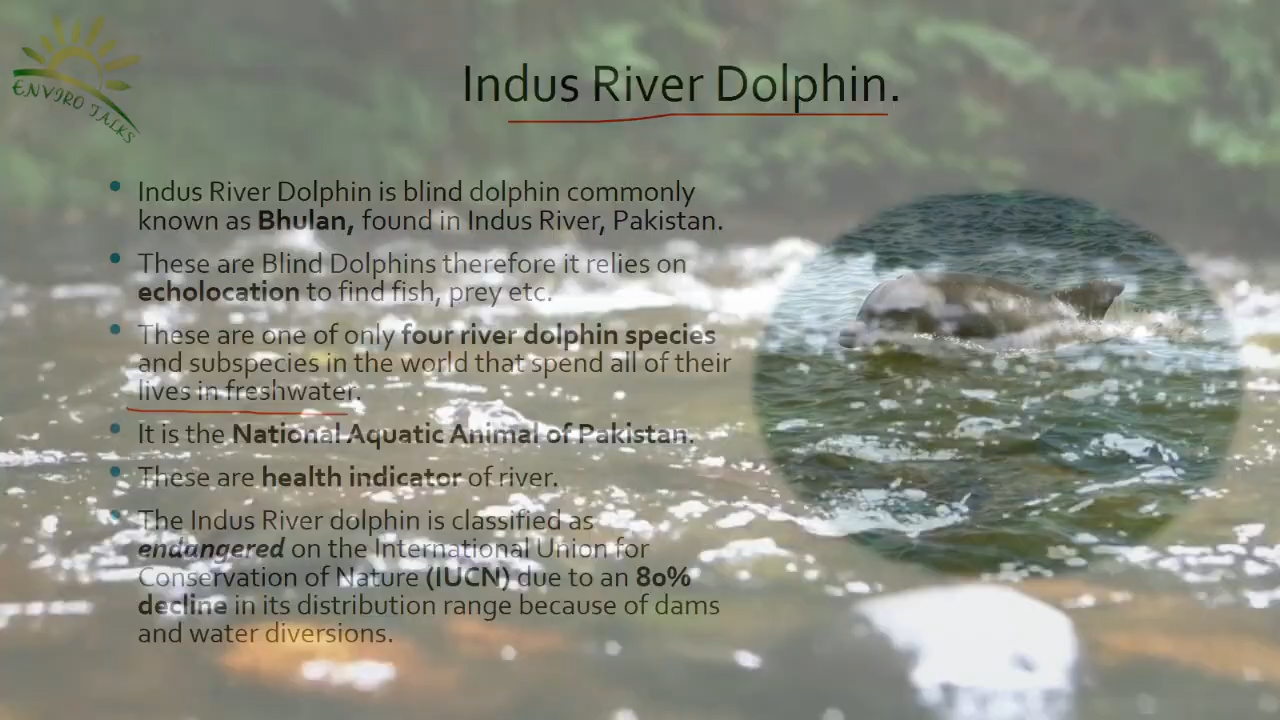 ENVIRO TALKS
Indus River Dolphin.
• Indus River Dolphin is blind dolphin commonly
known as Bhulan, found in Indus River, Pakistan.
• These are Blind Dolphins therefore it relies on
echolocation to find fish, prey etc.
• These are one of only four river dolphin species
and subspecies in the world that spend all of their
lives in freshwater.
• It is the National Aquatic Animal of Pakistan.
• These are health indicator of river.
• The Indus River dolphin is classified as
endangered on the International Union for
Conservation of Nature (IUCN) due to an 80%
decline in its distribution range because of dams
and water diversions.